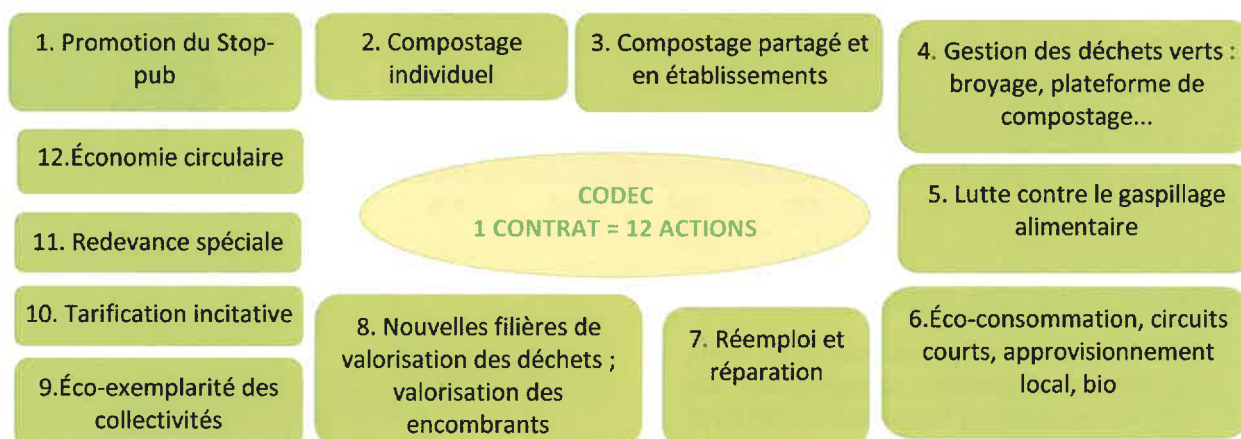 1. Promotion du Stop-
pub
2. Compostage
individuel
3. Compostage partagé et
en établissements
4. Gestion des déchets verts :
broyage, plateforme de
compostage...
12.Économie circulaire
CODEC
1 CONTRAT = 12 ACTIONS
5. Lutte contre le gaspillage
alimentaire
11. Redevance spéciale
10. Tarification incitative
8. Nouvelles filières de
valorisation des déchets ;
valorisation des
encombrants
7. Réemploi et
réparation
6.Éco-consommation, circuits
courts, approvisionnement
local, bio
9.Éco-exemplarité des
collectivités